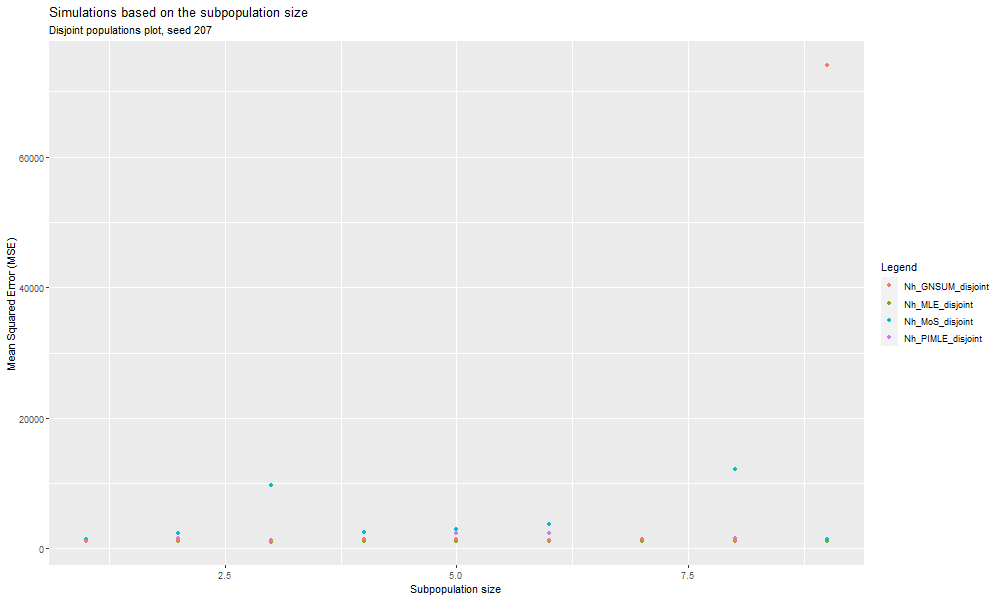 Simulations based on the subpopulation size
Disjoint populations plot, seed 207
Mean Squared Error (MSE)
60000
40000
20000
0
2.5
5.0
7.5
Subpopulation size
Legend
Nh_GNSUM_disjoint
Nh_MLE_disjoint
Nh_MoS_disjoint
Nh_PIMLE_disjoint